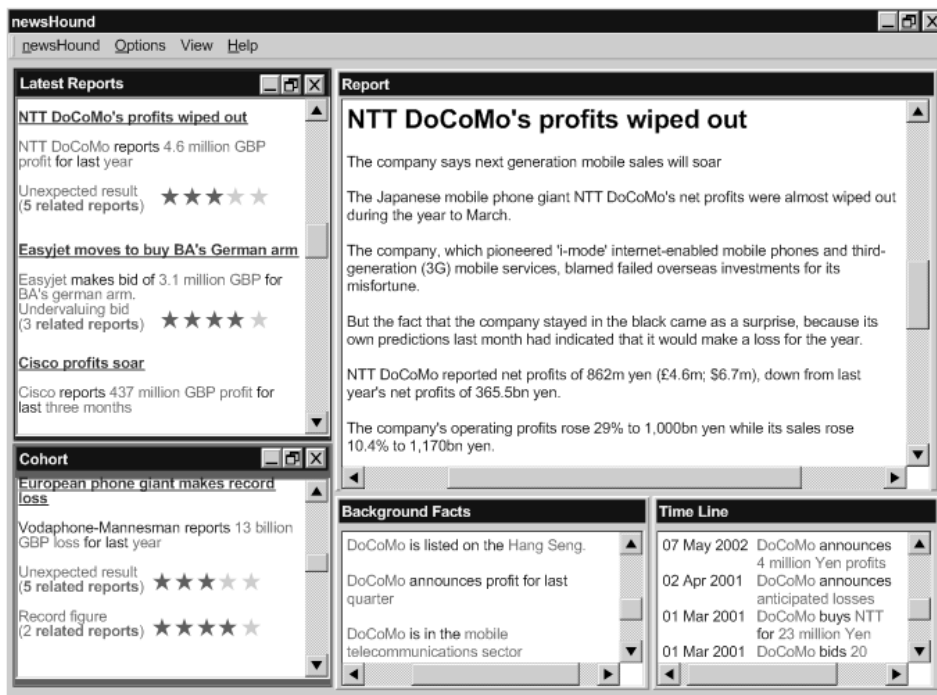 newsHound
newsHound Options View Help
Latest Reports
NTT DoCoMo's profits wiped out
NTT DoCoMo reports 4.6 million GBP
profit for last year
Unexpected result
(5 related reports)
Easyjet moves to buy BA's German arm
Easyjet makes bid of 3.1 million GBP for
BA's german arm.
Undervaluing bid
(3 related reports)
Cisco profits soar
Cisco reports 437 million GBP profit for
last three months
Cohort
European phone giant makes record
loss
Vodaphone-Mannesman reports 13 billion
GBP loss for last year
Unexpected result
(5 related reports)
Record figure
(2 related reports)
Report
NTT DoCoMo's profits wiped out
The company says next generation mobile sales will soar
The Japanese mobile phone giant NTT DoCoMo's net profits were almost wiped out
during the year to March.
The company, which pioneered 'i-mode' internet-enabled mobile phones and third-
generation (3G) mobile services, blamed failed overseas investments for its
misfortune.
But the fact that the company stayed in the black came as a surprise, because its
own predictions last month had indicated that it would make a loss for the year.
NTT DoCoMo reported net profits of 862m yen (£4.6m; $6.7m), down from last
year's net profits of 365.5bn yen.
The company's operating profits rose 29% to 1,000bn yen while its sales rose
10.4% to 1,170bn yen.
Background Facts
DoCoMo is listed on the Hang Seng.
DoCoMo announces profit for last
quarter
DoCoMo is in the mobile
telecommunications sector
Time Line
07 May 2002 DoCoMo announces
4 million Yen profits
02 Apr 2001 DoCoMo announces
anticipated losses
01 Mar 2001 DoCoMo buys NTT
for 23 million Yen
01 Mar 2001 DoCoMo bids 20